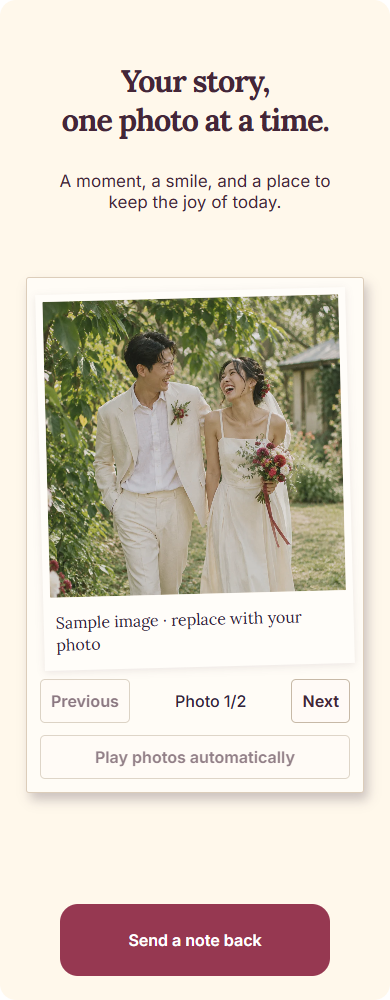 Your story,
one photo at a time.
A moment, a smile, and a place to
keep the joy of today.
Sample image · replace with your
photo
Previous
Photo 1/2
Next
Play photos automatically
Send a note back